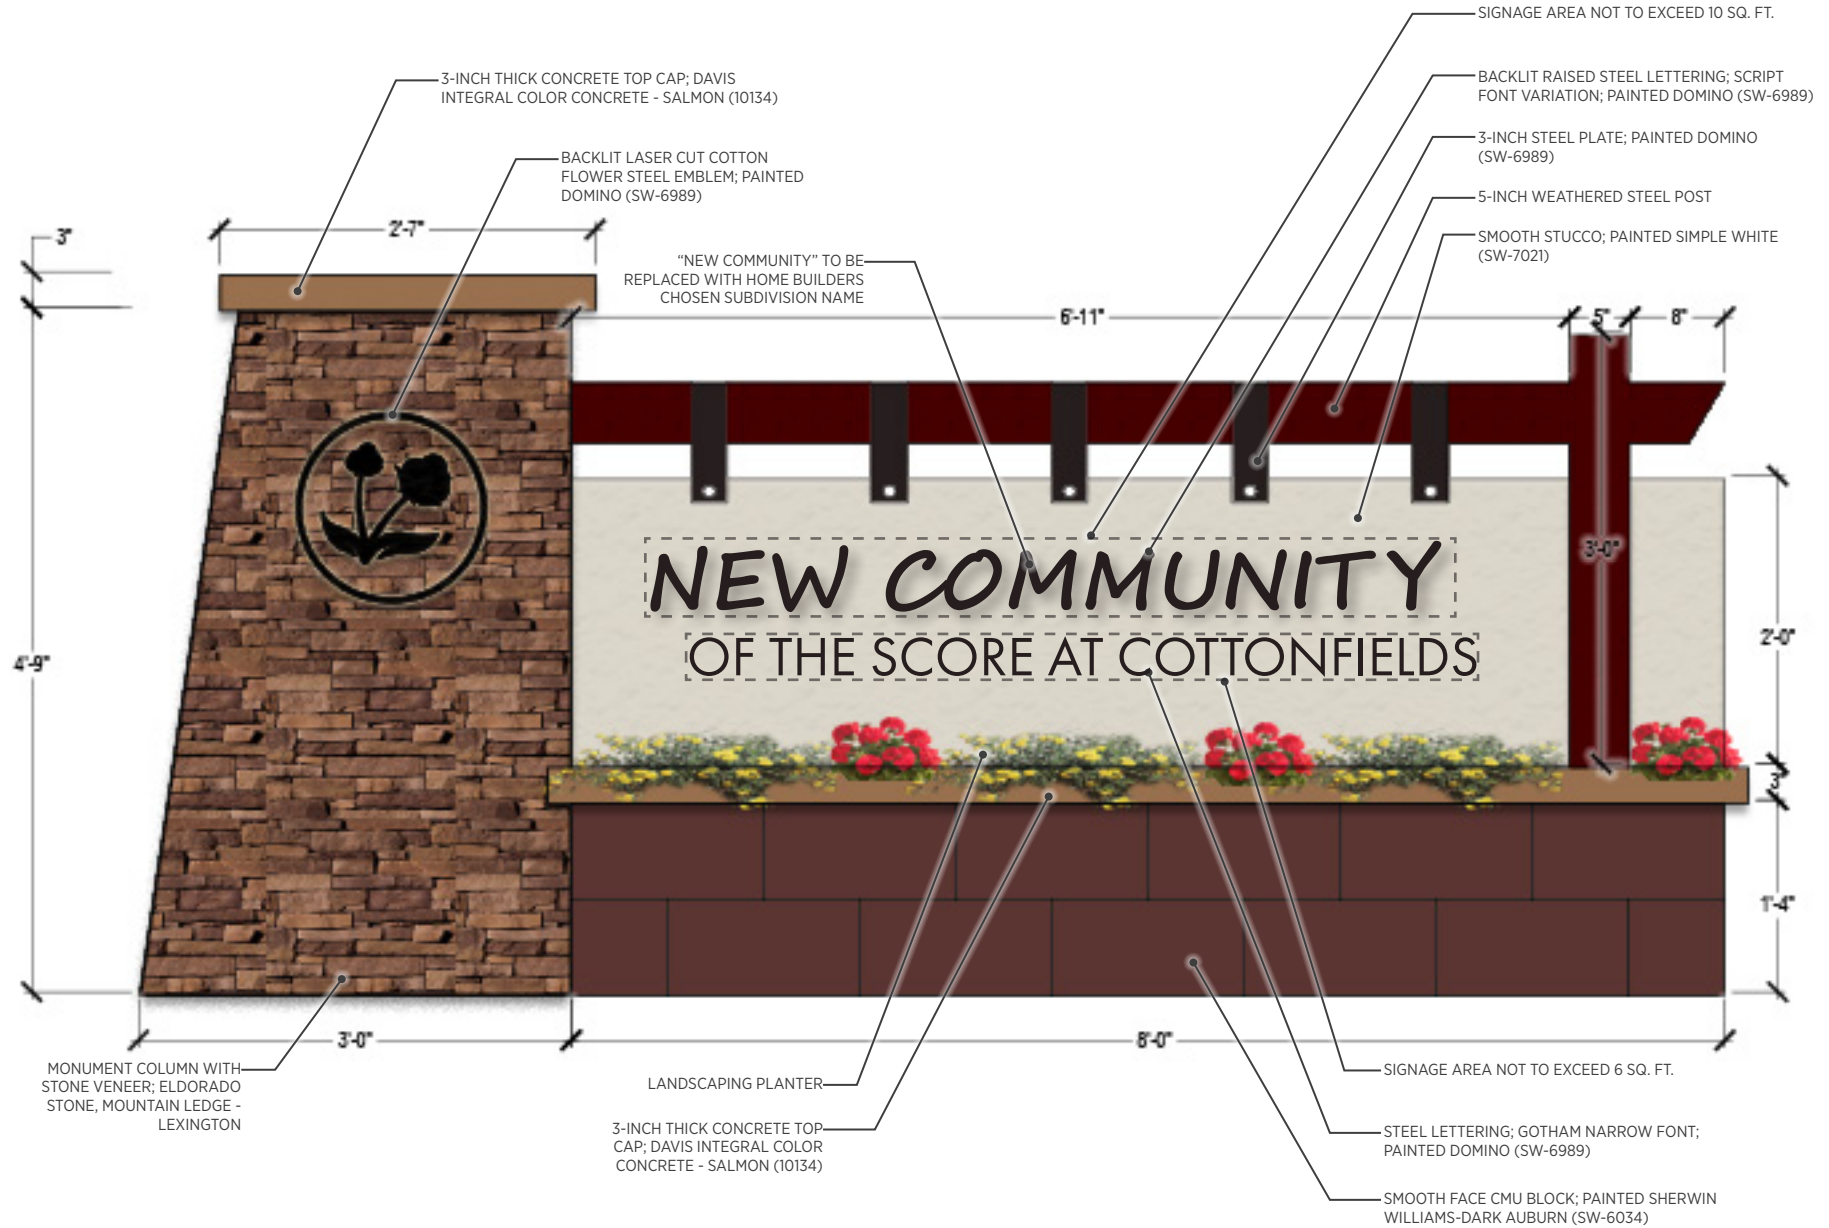 SIGNAGE AREA NOT TO EXCEED 10 SQ. FT.
3-INCH THICK CONCRETE TOP CAP; DAVIS
INTEGRAL COLOR CONCRETE - SALMON (10134)
BACKLIT RAISED STEEL LETTERING; SCRIPT
FONT VARIATION; PAINTED DOMINO (SW-6989)
3-INCH STEEL PLATE; PAINTED DOMINO
(SW-6989)
BACKLIT LASER CUT COTTON
FLOWER STEEL EMBLEM; PAINTED
DOMINO (SW-6989)
5-INCH WEATHERED STEEL POST
SMOOTH STUCCO; PAINTED SIMPLE WHITE
(SW-7021)
2'-7"
3"
"NEW COMMUNITY" TO BE
REPLACED WITH HOME BUILDERS
CHOSEN SUBDIVISION NAME
6'-11"
5"
8"
3'-0"
NEW COMMUNITY
OF THE SCORE AT COTTONFIELDS
2'-0"
4'-9"
3"
1'-4"
3'-0"
8'-0"
MONUMENT COLUMN WITH
STONE VENEER; ELDORADO
STONE, MOUNTAIN LEDGE -
LEXINGTON
LANDSCAPING PLANTER
3-INCH THICK CONCRETE TOP
CAP; DAVIS INTEGRAL COLOR
CONCRETE - SALMON (10134)
SIGNAGE AREA NOT TO EXCEED 6 SQ. FT.
STEEL LETTERING; GOTHAM NARROW FONT;
PAINTED DOMINO (SW-6989)
SMOOTH FACE CMU BLOCK; PAINTED SHERWIN
WILLIAMS-DARK AUBURN (SW-6034)